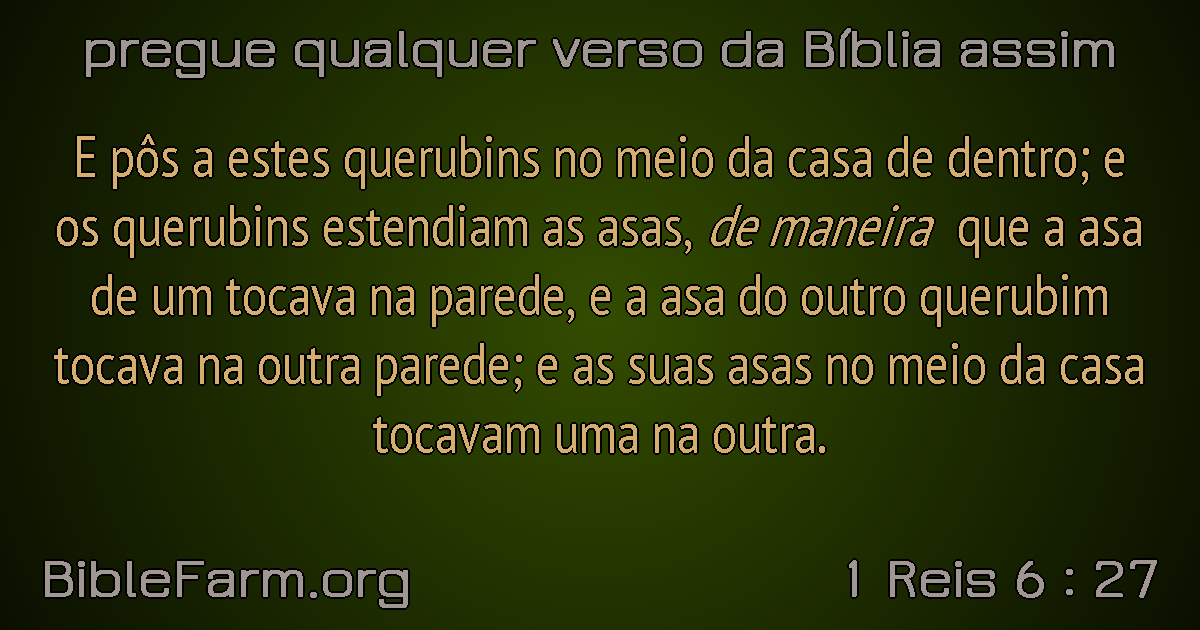 pregue qualquer verso da Bíblia assim
E pôs a estes querubins no meio da casa de dentro; e
os querubins estendiam as asas, de maneira que a asa
de um tocava na parede, e a asa do outro querubim
tocava na outra parede; e as suas asas no meio da casa
tocavam uma na outra.
BibleFarm.org
1 Reis 6 : 27